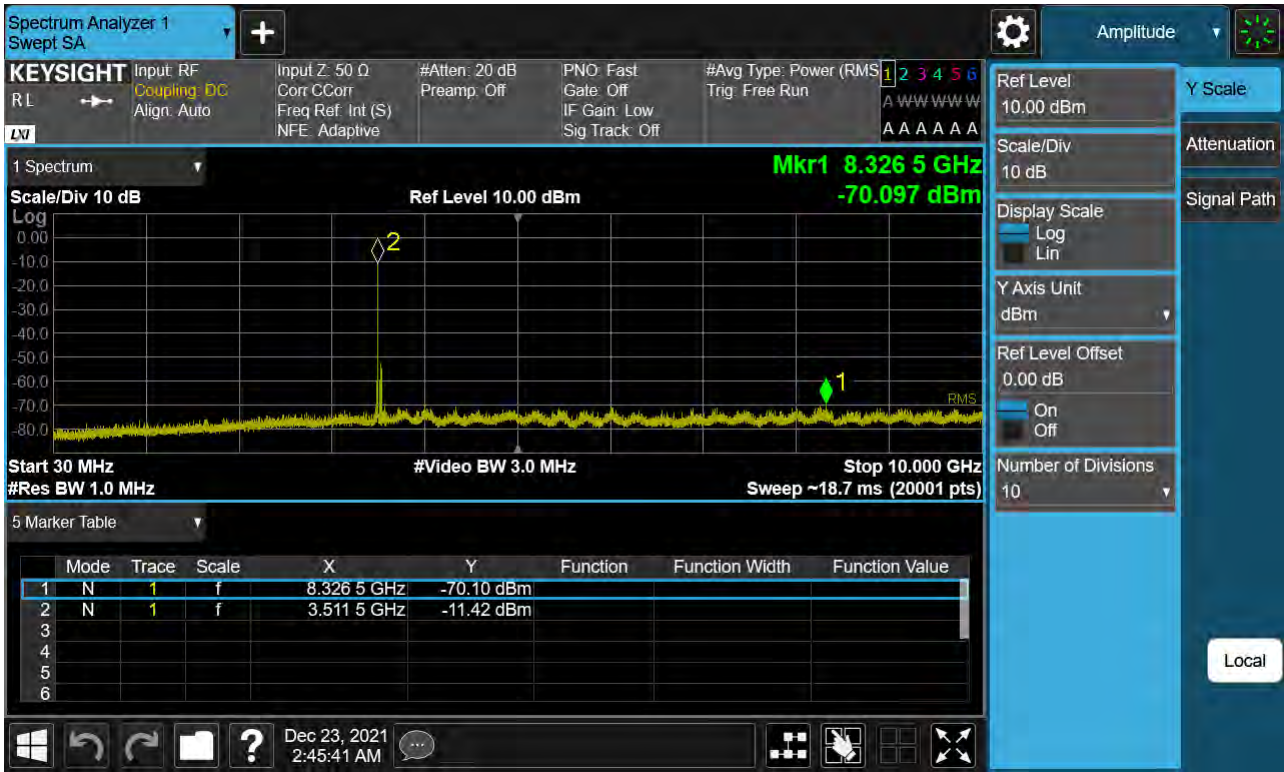 Spectrum Analyzer 1
Swept SA
+
Amplitude
KEYSIGHT
RL
LXI
Input: RF
Coupling: DC
Align: Auto
Input Z: 50 Ω
Corr CCorr
Freq Ref: Int (S)
NFE: Adaptive
#Atten: 20 dB
Preamp: Off
PNO: Fast
Gate: Off
IF Gain: Low
Sig Track: Off
#Avg Type: Power (RMS
Trig: Free Run
1 2 3 4 5 6
A W W W W W
A A A A A A
1 Spectrum
Mkr1 8.326 5 GHz
-70.097 dBm
Scale/Div 10 dB
Ref Level 10.00 dBm
Log
0.00
-10.0
-20.0
-30.0
-40.0
-50.0
-60.0
-70.0
-80.0
2
1
RMS
Start 30 MHz
#Video BW 3.0 MHz
Stop 10.000 GHz
#Res BW 1.0 MHz
Sweep ~18.7 ms (20001 pts)
5 Marker Table
Mode Trace Scale X Y Function Function Width Function Value
1 N 1 f 8.326 5 GHz -70.10 dBm
2 N 1 f 3.511 5 GHz -11.42 dBm
3
4
5
6
Ref Level
10.00 dBm
Scale/Div
10 dB
Display Scale
Log
Lin
Y Axis Unit
dBm
Ref Level Offset
0.00 dB
On
Off
Number of Divisions
10
Y Scale
Attenuation
Signal Path
Local
?
Dec 23, 2021
2:45:41 AM